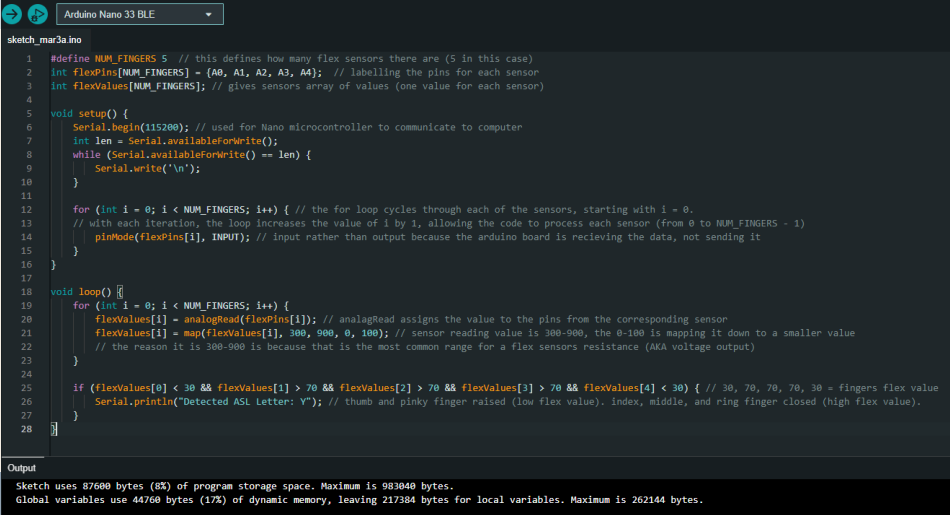 Arduino Nano 33 BLE
sketch_mar3a.ino
1 #define NUM_FINGERS 5 // this defines how many flex sensors there are (5 in this case)
2 int flexPins[NUM_FINGERS] = {A0, A1, A2, A3, A4}; // labelling the pins for each sensor
3 int flexValues[NUM_FINGERS]; // gives sensors array of values (one value for each sensor)
4
5 void setup() {
6 Serial.begin(115200); // used for Nano microcontroller to communicate to computer
7 int len = Serial.availableForWrite();
8 while (Serial.availableForWrite() == len) {
9 Serial.write('\n');
10 }
11
12 for (int i = 0; i < NUM_FINGERS; i++) { // the for loop cycles through each of the sensors, starting with i = 0.
13 // with each iteration, the loop increases the value of i by 1, allowing the code to process each sensor (from 0 to NUM_FINGERS - 1)
14 pinMode(flexPins[i], INPUT); // input rather than output because the arduino board is recieving the data, not sending it
15 }
16 }
17
18 void loop() {
19 for (int i = 0; i < NUM_FINGERS; i++) {
20 flexValues[i] = analogRead(flexPins[i]); // analagRead assigns the value to the pins from the corresponding sensor
21 flexValues[i] = map(flexValues[i], 300, 900, 0, 100); // sensor reading value is 300-900, the 0-100 is mapping it down to a smaller value
22 // the reason it is 300-900 is because that is the most common range for a flex sensors resistance (AKA voltage output)
23 }
24
25 if (flexValues[0] < 30 && flexValues[1] > 70 && flexValues[2] > 70 && flexValues[3] > 70 && flexValues[4] < 30) { // 30, 70, 70, 70, 30 = fingers flex value
26 Serial.println("Detected ASL Letter: Y"); // thumb and pinky finger raised (low flex value). index, middle, and ring finger closed (high flex value).
27 }
28 }
Output
Sketch uses 87600 bytes (8%) of program storage space. Maximum is 983040 bytes.
Global variables use 44760 bytes (17%) of dynamic memory, leaving 217384 bytes for local variables. Maximum is 262144 bytes.